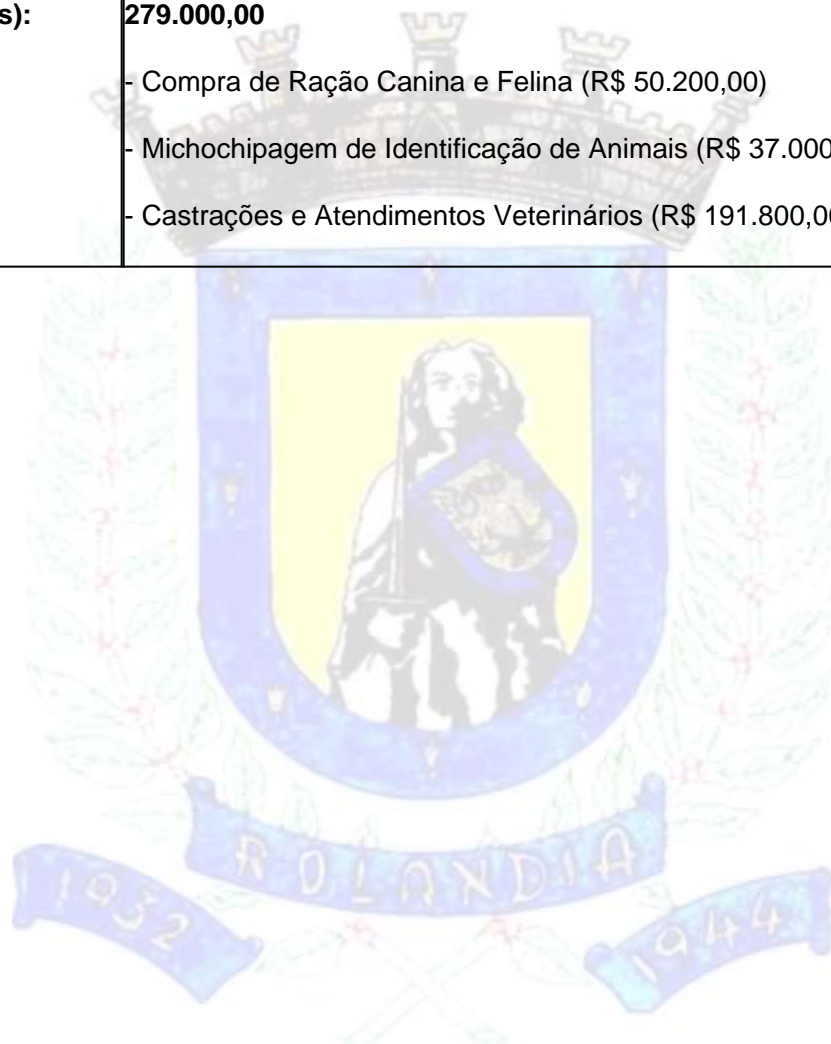 s): 279.000,00
- Compra de Ração Canina e Felina (R$ 50.200,00)
- Michochipagem de Identificação de Animais (R$ 37.000
- Castrações e Atendimentos Veterinários (R$ 191.800,0
ROLANDIA
1932
1944